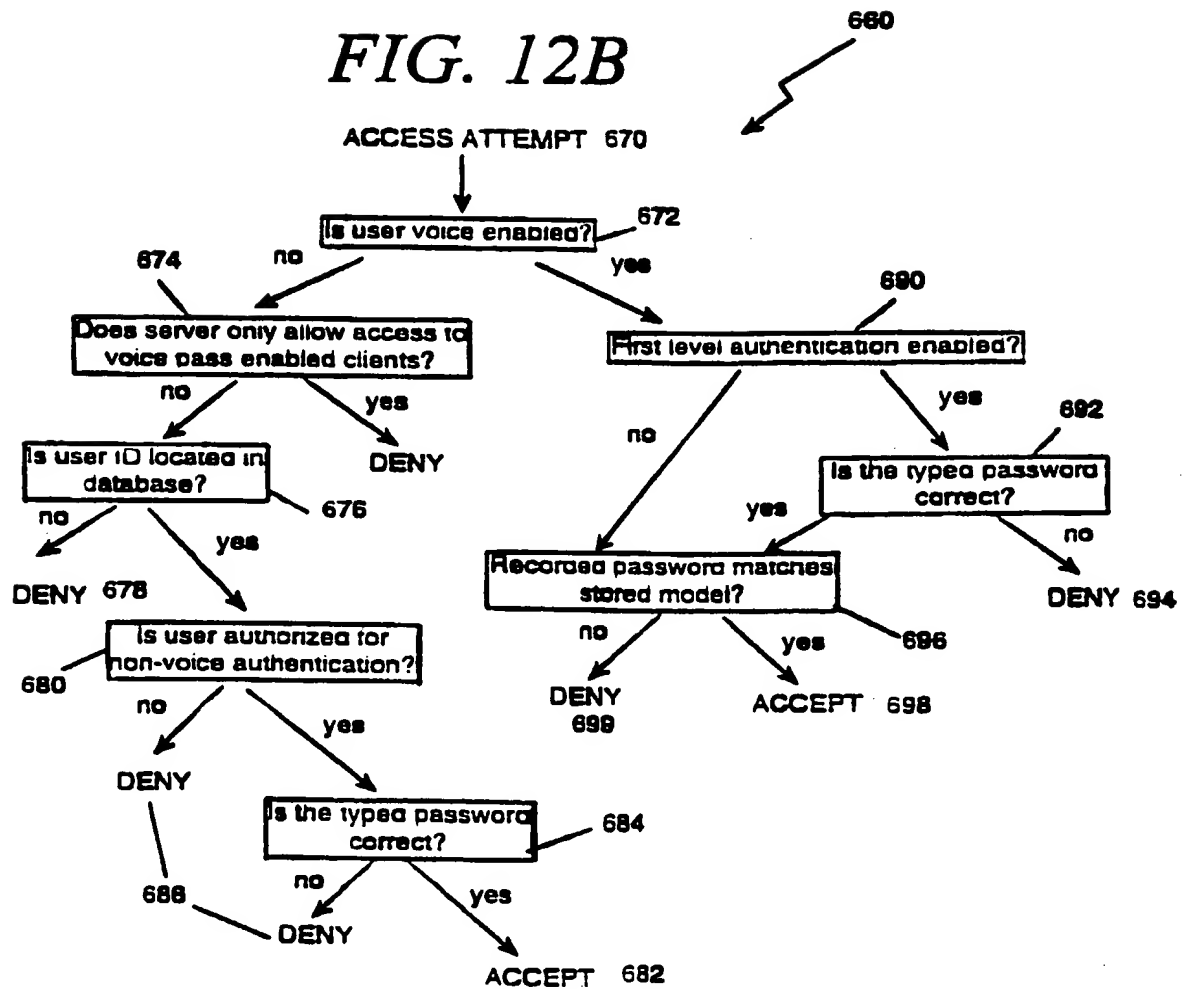 660
FIG. 12B
ACCESS ATTEMPT 670
Is user voice enabled?
672
no
yes
674
690
Does server only allow access to
voice pass enabled clients?
First level authentication enabled?
no
yes
no
yes
692
DENY
Is user ID located in
database?
676
Is the typed password
correct?
no
yes
yes
no
DENY 678
Recorded password matches
stored model?
696
DENY 694
Is user authorized for
non-voice authentication?
680
no
yes
DENY
699
ACCEPT 698
no
yes
DENY
Is the typed password
correct?
684
686
no
yes
DENY
ACCEPT 682